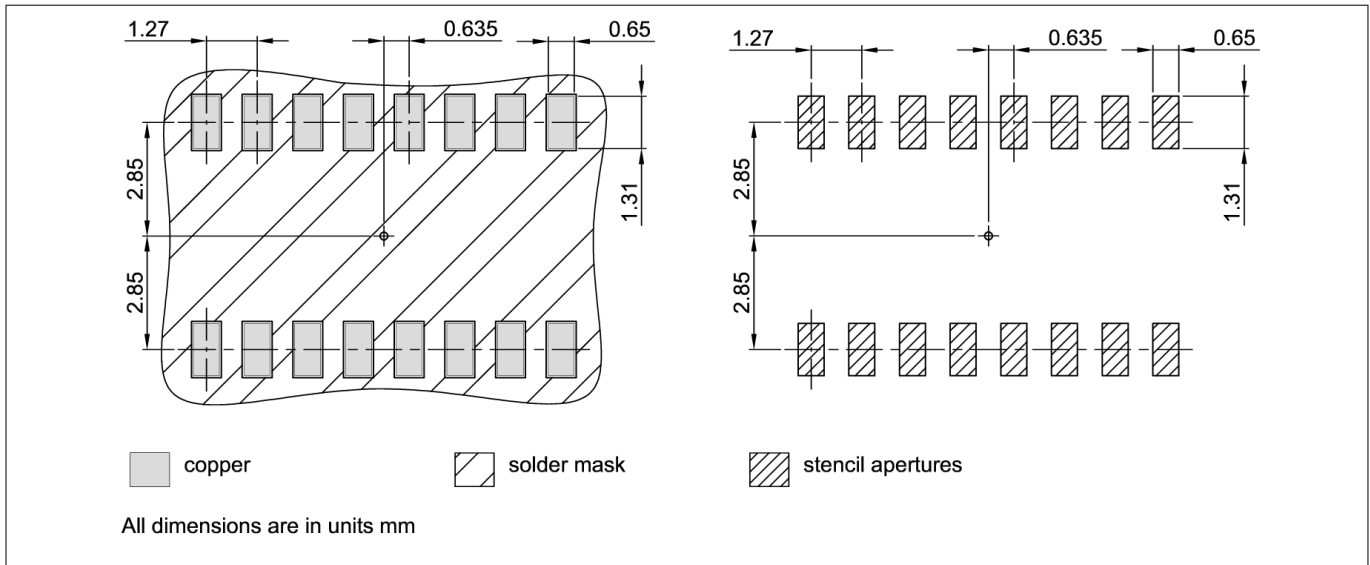 1.27 0.635 0.65 1.27 0.635 0.65
2.85 1.31 2.85 1.31
2.85 2.85
copper solder mask stencil apertures
All dimensions are in units mm